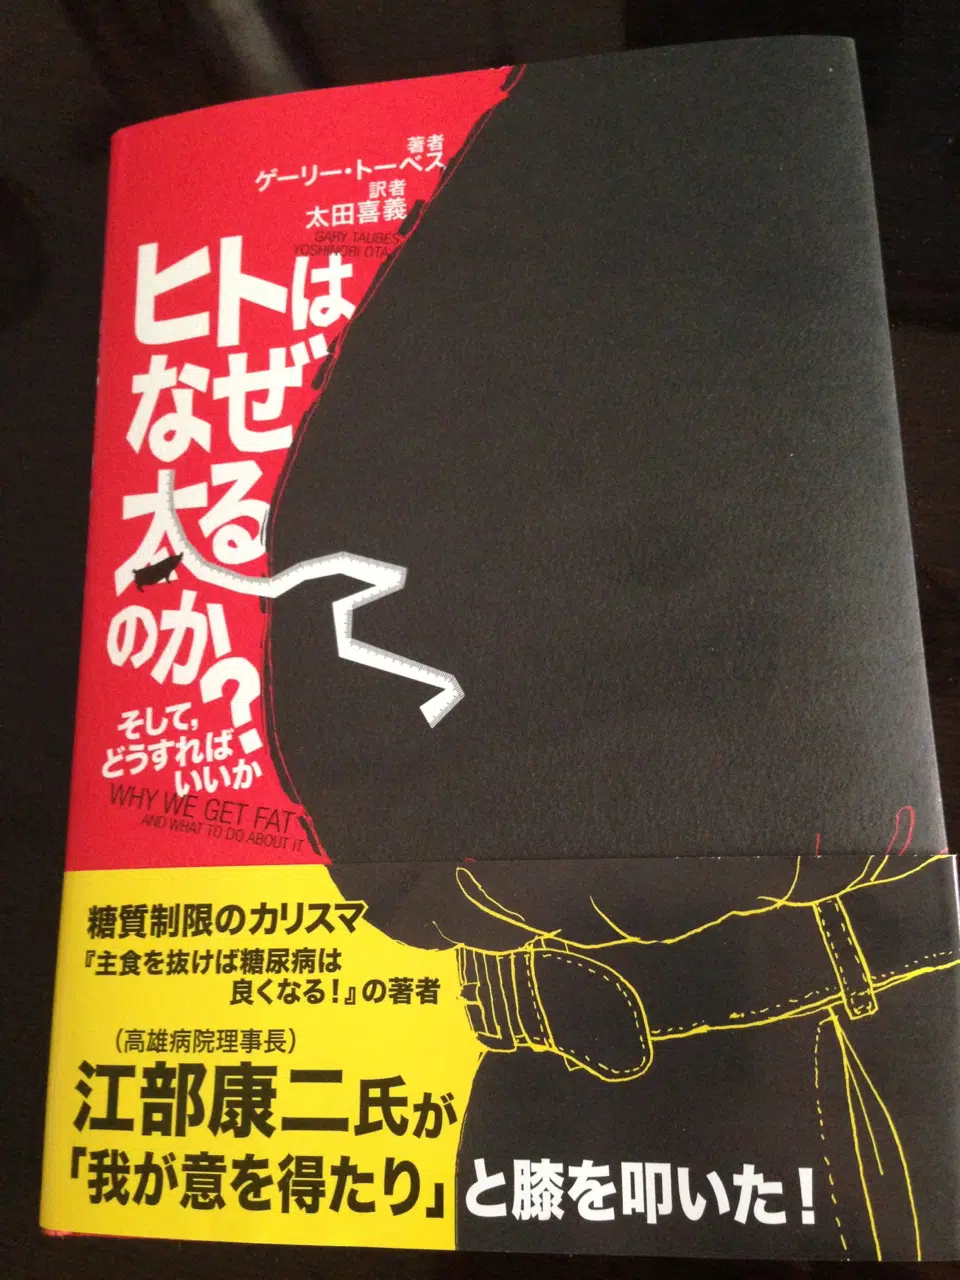 著者
ゲーリー・トーベス
訳者
太田喜義
GARY TAUBES
YOSHINORI OTA
ヒトは
なぜ
太る
のか?
そして,
どうすれば
いいか
WHY WE GET FAT
AND WHAT TO DO ABOUT IT
糖質制限のカリスマ
『主食を抜けば糖尿病は
良くなる!』の著者
(高雄病院理事長)
江部康二氏が
「我が意を得たり」と膝を叩いた!